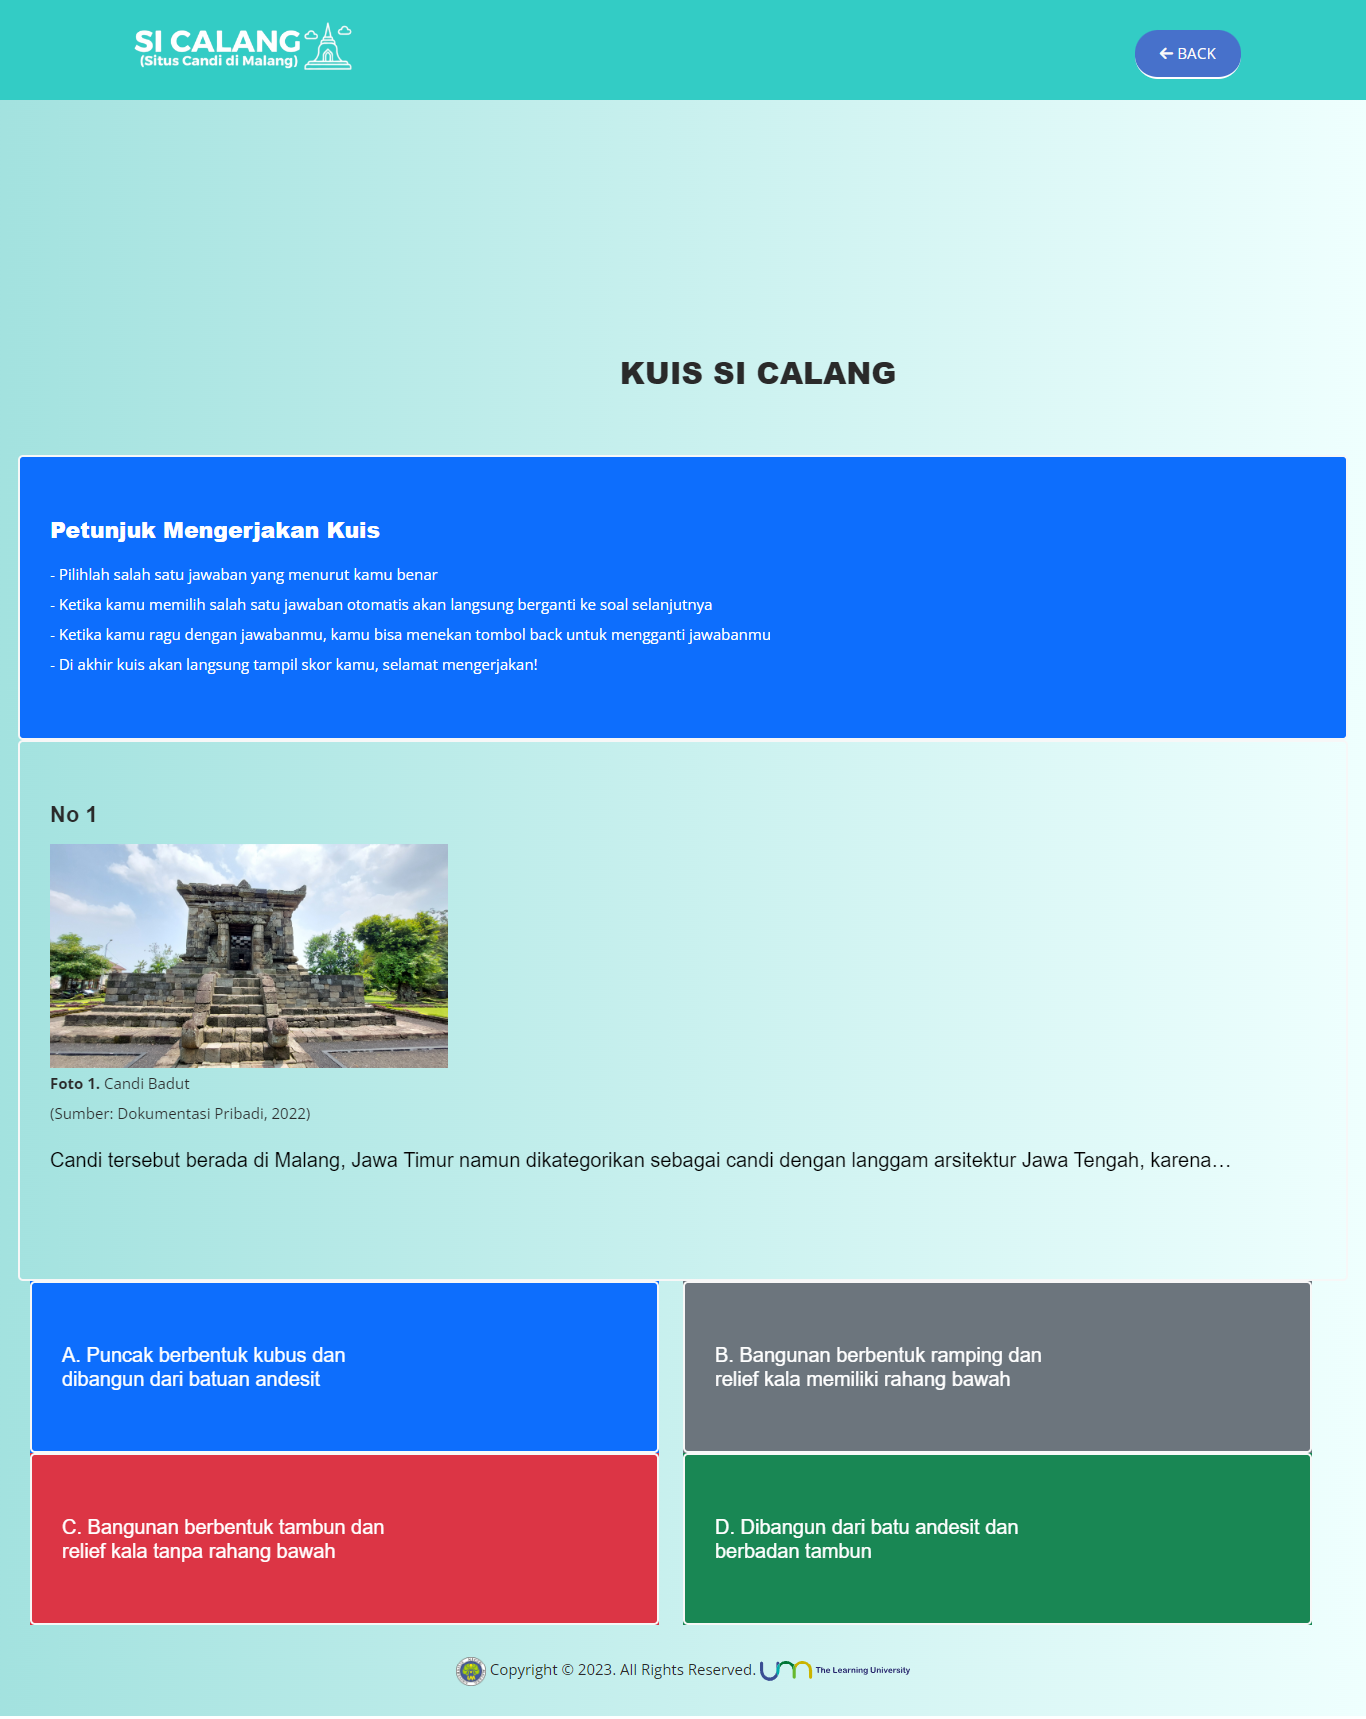 SI CALANG
(Situs Candi di Malang)
BACK
KUIS SI CALANG
Petunjuk Mengerjakan Kuis
- Pilihlah salah satu jawaban yang menurut kamu benar
- Ketika kamu memilih salah satu jawaban otomatis akan langsung berganti ke soal selanjutnya
- Ketika kamu ragu dengan jawabanmu, kamu bisa menekan tombol back untuk mengganti jawabanmu
- Di akhir kuis akan langsung tampil skor kamu, selamat mengerjakan!
No 1
Foto 1. Candi Badut
(Sumber: Dokumentasi Pribadi, 2022)
Candi tersebut berada di Malang, Jawa Timur namun dikategorikan sebagai candi dengan langgam arsitektur Jawa Tengah, karena…
A. Puncak berbentuk kubus dan
dibangun dari batuan andesit
B. Bangunan berbentuk ramping dan
relief kala memiliki rahang bawah
C. Bangunan berbentuk tambun dan
relief kala tanpa rahang bawah
D. Dibangun dari batu andesit dan
berbadan tambun
Copyright © 2023. All Rights Reserved. um The Learning University